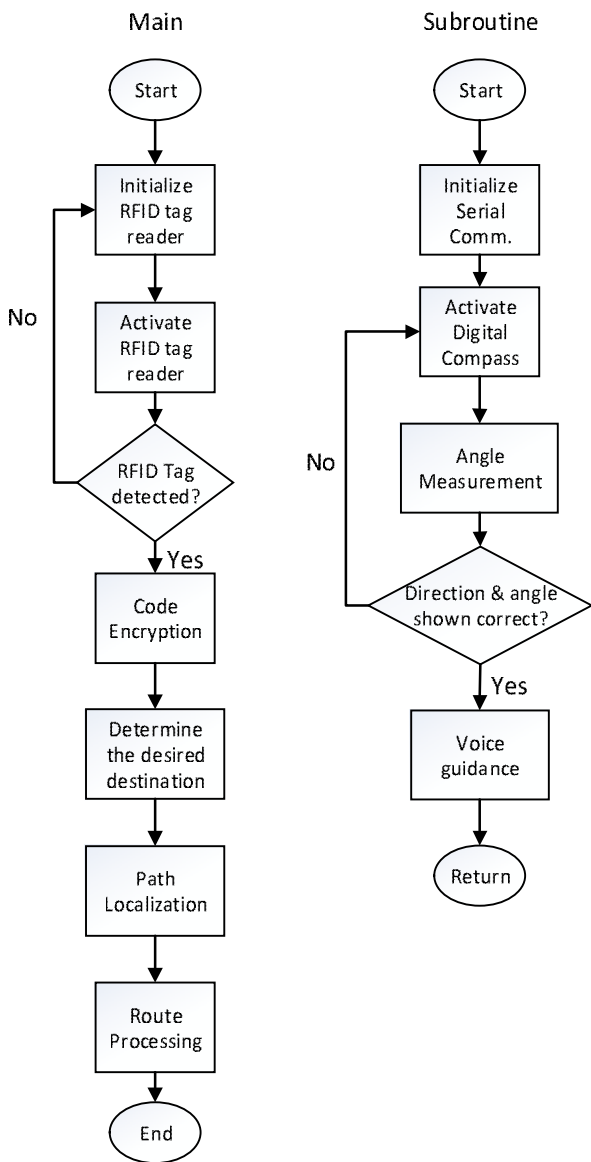 Main
Start
Initialize
RFID tag
reader
No
Activate
RFID tag
reader
RFID Tag
detected?
Yes
Code
Encryption
Determine
the desired
destination
Path
Localization
Route
Processing
End
Subroutine
Start
Initialize
Serial
Comm.
Activate
Digital
Compass
No
Angle
Measurement
Direction & angle
shown correct?
Yes
Voice
guidance
Return